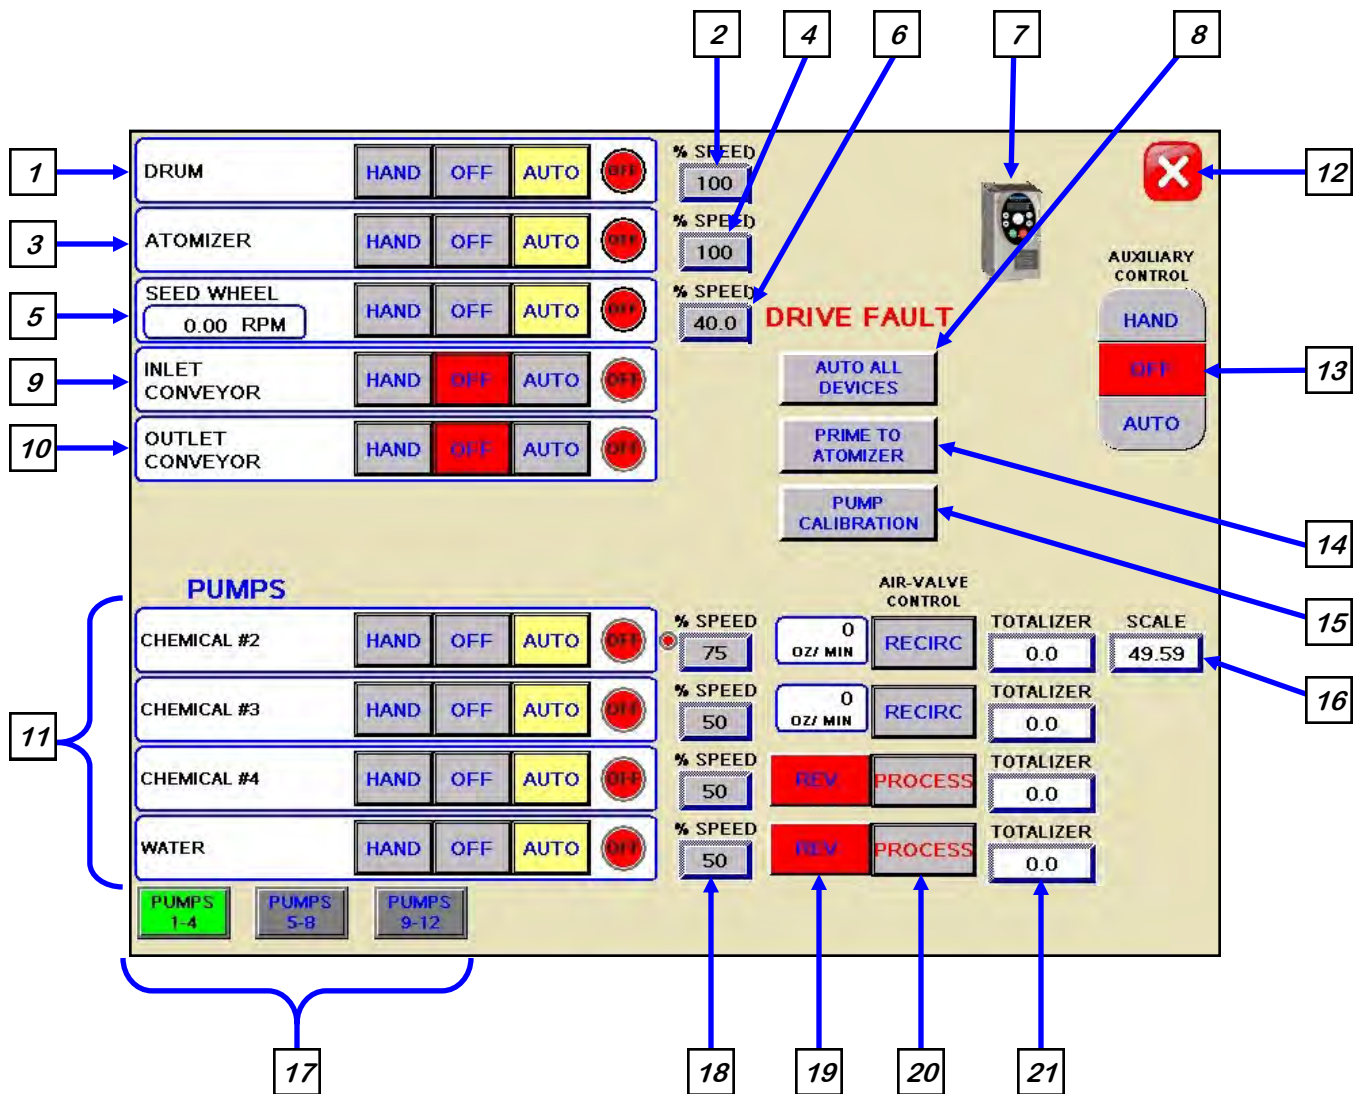 2
4
6
7
8
1
DRUM
HAND
OFF
AUTO
OFF
% SPEED
100
12
3
ATOMIZER
HAND
OFF
AUTO
OFF
% SPEED
100
AUXILIARY
CONTROL
HAND
OFF
AUTO
13
5
SEED WHEEL
0.00 RPM
HAND
OFF
AUTO
OFF
% SPEED
40.0
DRIVE FAULT
9
INLET
CONVEYOR
HAND
OFF
AUTO
OFF
AUTO ALL
DEVICES
10
OUTLET
CONVEYOR
HAND
OFF
AUTO
OFF
PRIME TO
ATOMIZER
14
PUMP
CALIBRATION
15
PUMPS
AIR-VALVE
CONTROL
11
CHEMICAL #2
HAND
OFF
AUTO
OFF
% SPEED
75
0
OZ/ MIN
RECIRC
TOTALIZER
0.0
SCALE
49.59
16
CHEMICAL #3
HAND
OFF
AUTO
OFF
% SPEED
50
0
OZ/ MIN
RECIRC
TOTALIZER
0.0
CHEMICAL #4
HAND
OFF
AUTO
OFF
% SPEED
50
REV
PROCESS
TOTALIZER
0.0
WATER
HAND
OFF
AUTO
OFF
% SPEED
50
REV
PROCESS
TOTALIZER
0.0
PUMPS
1-4
PUMPS
5-8
PUMPS
9-12
17
18
19
20
21